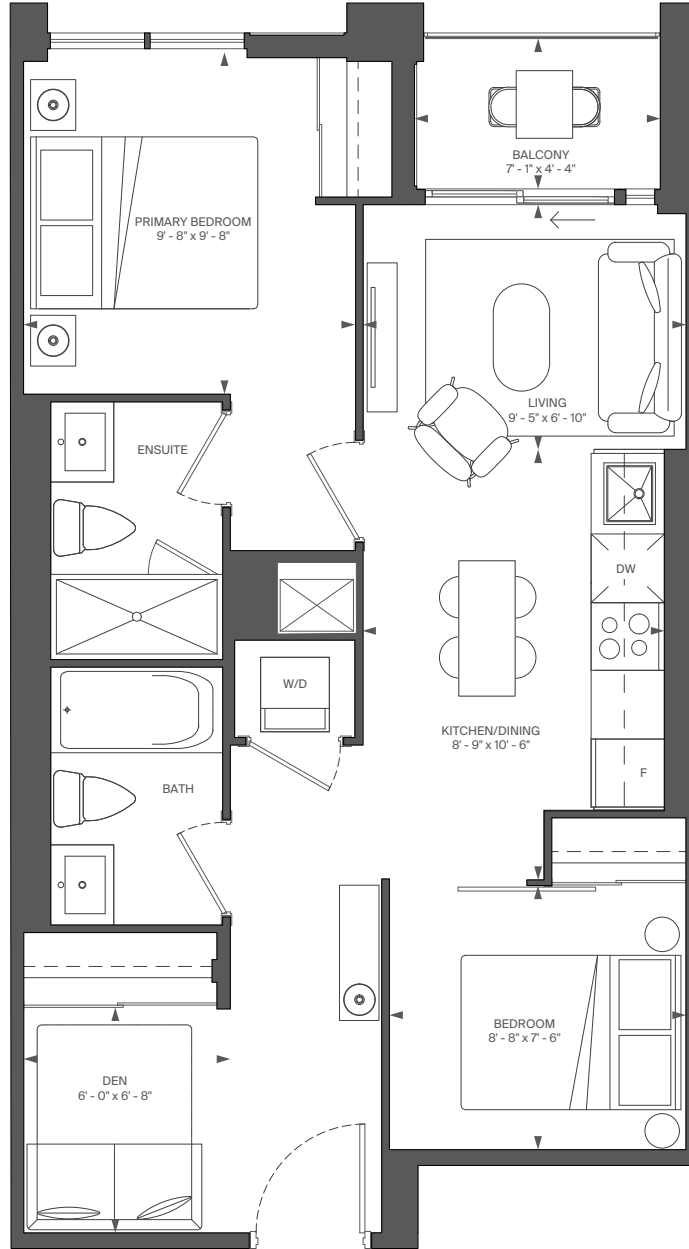 BALCONY
7' - 1" x 4' - 4"
PRIMARY BEDROOM
9' - 8" x 9' - 8"
LIVING
9' - 5" x 6' - 10"
ENSUITE
DW
W/D
KITCHEN/DINING
8' - 9" x 10' - 6"
F
BATH
BEDROOM
8' - 8" x 7' - 6"
DEN
6' - 0" x 6' - 8"